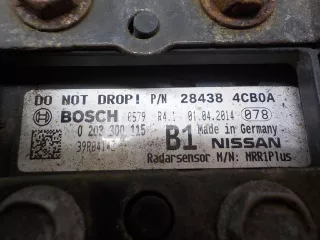 DO NOT DROP! P/N 28438 4CB0A
BOSCH 0579 R4.1 01.04.2014 078
0 203 300 115 B1 Made in Germany
NISSAN
Radarsensor M/N: MRR1Plus